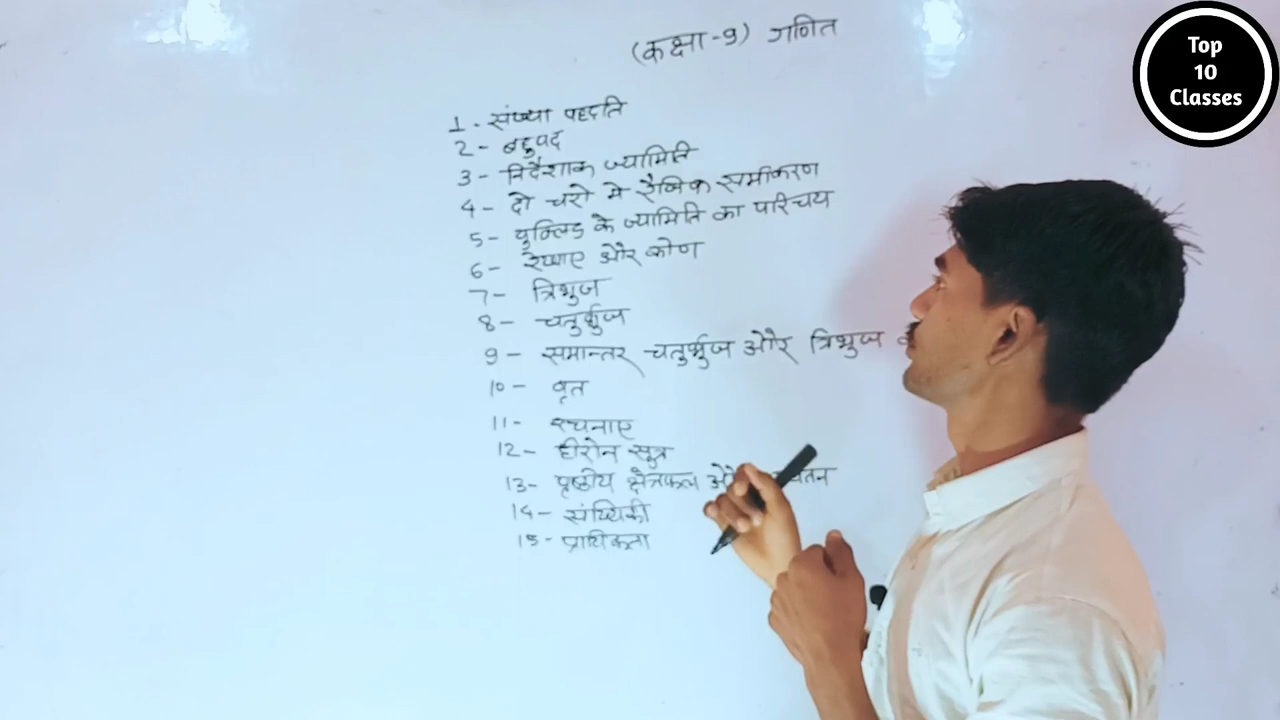 (कक्षा-9) गणित
1 - संख्या पद्दति
2 - बहुपद
3 - निर्देशांक ज्यामिति
4 - दो चरो मे रैखिक समीकरण
5 - युक्लिड के ज्यामिति का परिचय
6 - रेखाए और कोण
7 - त्रिभुज
8 - चतुर्भुज
9 - समान्तर चतुर्भुज और त्रिभुज
10 - वृत
11 - रचनाए
12 - हीरोन सूत्र
13 - पृष्ठीय क्षेत्रफल
14 - संख्यिकी
15 - प्रायिकता
Top
10
Classes